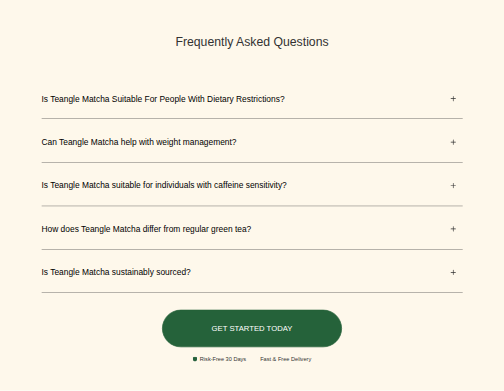 Frequently Asked Questions
Is Teangle Matcha Suitable For People With Dietary Restrictions? +
Can Teangle Matcha help with weight management? +
Is Teangle Matcha suitable for individuals with caffeine sensitivity? +
How does Teangle Matcha differ from regular green tea? +
Is Teangle Matcha sustainably sourced? +
GET STARTED TODAY
Risk-Free 30 Days Fast & Free Delivery